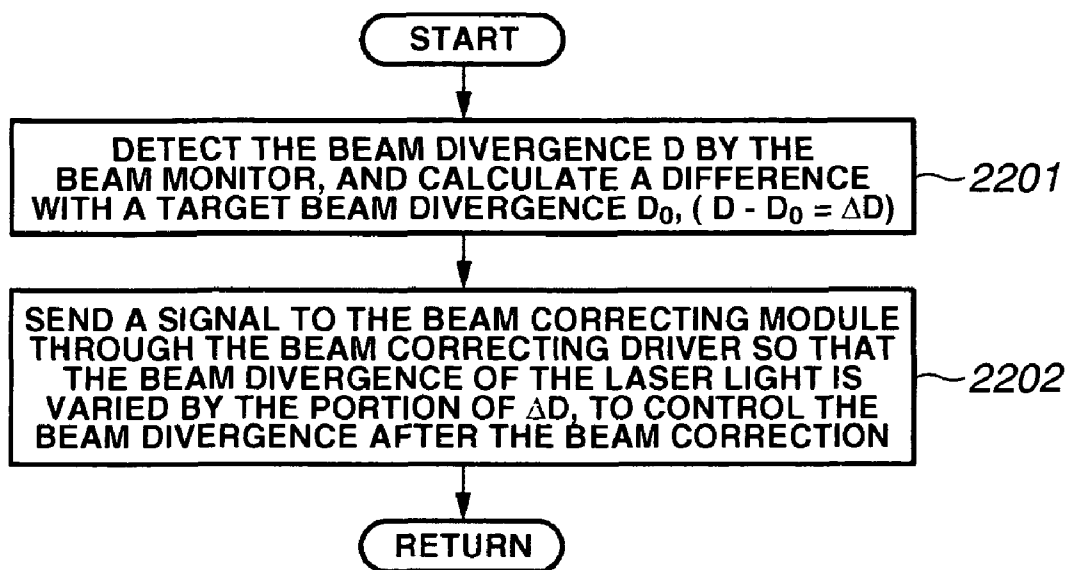 START
DETECT THE BEAM DIVERGENCE D BY THE
BEAM MONITOR, AND CALCULATE A DIFFERENCE
WITH A TARGET BEAM DIVERGENCE D₀, ( D - D₀ = ΔD)
2201
SEND A SIGNAL TO THE BEAM CORRECTING MODULE
THROUGH THE BEAM CORRECTING DRIVER SO THAT
THE BEAM DIVERGENCE OF THE LASER LIGHT IS
VARIED BY THE PORTION OF ΔD, TO CONTROL THE
BEAM DIVERGENCE AFTER THE BEAM CORRECTION
2202
RETURN